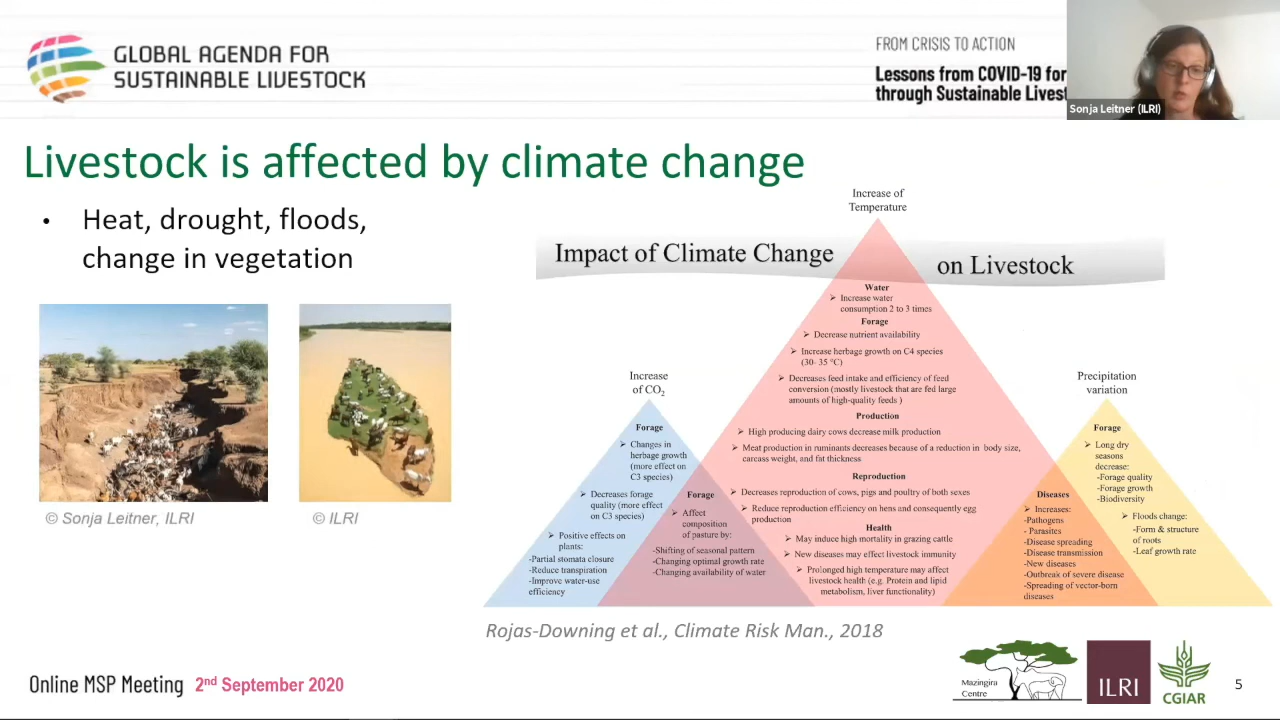 GLOBAL AGENDA FOR
SUSTAINABLE LIVESTOCK
FROM CRISIS TO ACTION
Lessons from COVID-19 for
through Sustainable Livest
Sonja Leitner (ILRI)
Livestock is affected by climate change
• Heat, drought, floods,
change in vegetation
© Sonja Leitner, ILRI
© ILRI
Increase of
Temperature
Impact of Climate Change
on Livestock
Water
➢ Increase water
consumption 2 to 3 times
Forage
➢ Decrease nutrient availability
➢ Increase herbage growth on C4 species
(30- 35 °C)
➢ Decreases feed intake and efficiency of feed
conversion (mostly livestock that are fed large
amounts of high-quality feeds )
Production
➢ High producing dairy cows decrease milk production
➢ Meat production in ruminants decreases because of a reduction in body size,
carcass weight, and fat thickness
Reproduction
➢ Decreases reproduction of cows, pigs and poultry of both sexes
➢ Reduce reproduction efficiency on hens and consequently egg
production
Health
➢ May induce high mortality in grazing cattle
➢ New diseases may effect livestock immunity
➢ Prolonged high temperature may affect
livestock health (e.g. Protein and lipid
metabolism, liver functionality)
Increase
of CO₂
Forage
➢ Changes in
herbage growth
(more effect on
C3 species)
➢ Decreases forage
quality (more effect
on C3 species)
➢ Positive effects on
plants:
-Partial stomata closure
-Reduce transpiration
-Improve water-use
efficiency
Forage
➢ Affect
composition
of pasture by:
-Shifting of seasonal pattern
-Changing optimal growth rate
-Changing availability of water
Diseases
➢ Increases:
-Pathogens
- Parasites
-Disease spreading
-Disease transmission
-New diseases
-Outbreak of severe disease
-Spreading of vector-born
diseases
Precipitation
variation
Forage
➢ Long dry
seasons
decrease:
-Forage quality
-Forage growth
-Biodiversity
➢ Floods change:
-Form & structure
of roots
-Leaf growth rate
Rojas-Downing et al., Climate Risk Man., 2018
Online MSP Meeting 2nd September 2020
Mazingira
Centre
ILRI
CGIAR
5